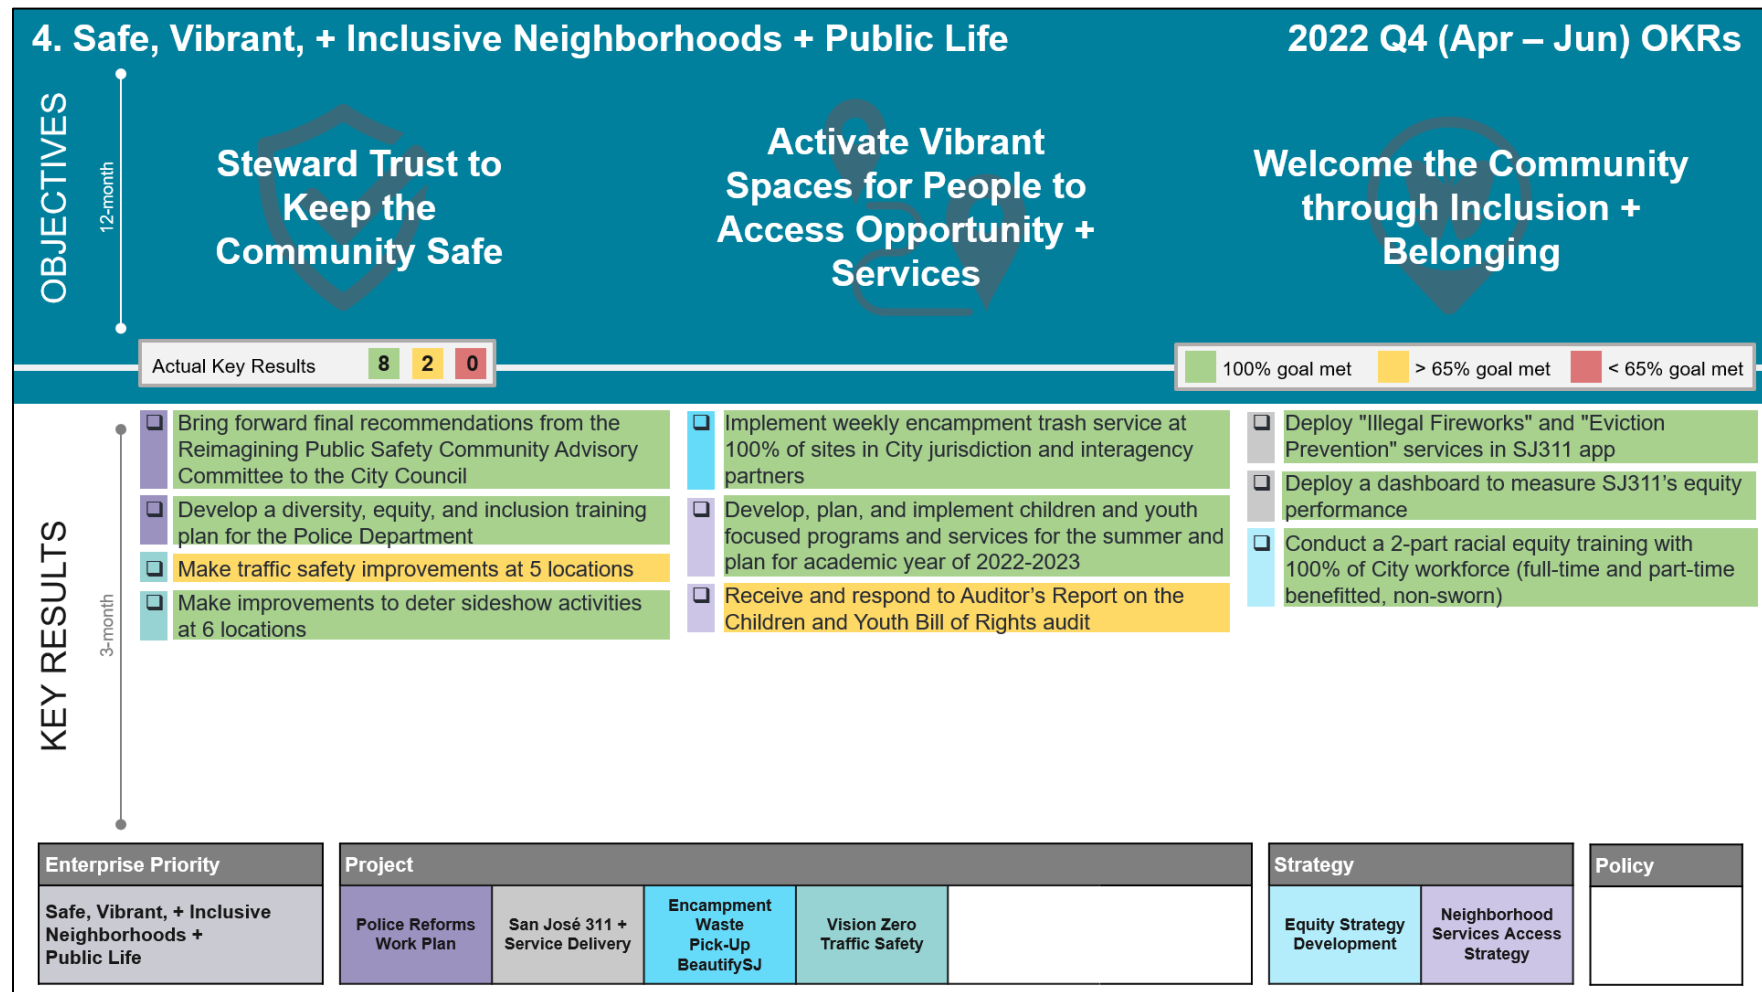 4. Safe, Vibrant, + Inclusive Neighborhoods + Public Life
2022 Q4 (Apr – Jun) OKRs
OBJECTIVES
12-month
Steward Trust to
Keep the
Community Safe
Activate Vibrant
Spaces for People to
Access Opportunity +
Services
Welcome the Community
through Inclusion +
Belonging
Actual Key Results 8 2 0
100% goal met > 65% goal met < 65% goal met
KEY RESULTS
3-month
❑ Bring forward final recommendations from the
Reimagining Public Safety Community Advisory
Committee to the City Council
❑ Develop a diversity, equity, and inclusion training
plan for the Police Department
❑ Make traffic safety improvements at 5 locations
❑ Make improvements to deter sideshow activities
at 6 locations
❑ Implement weekly encampment trash service at
100% of sites in City jurisdiction and interagency
partners
❑ Develop, plan, and implement children and youth
focused programs and services for the summer and
plan for academic year of 2022-2023
❑ Receive and respond to Auditor’s Report on the
Children and Youth Bill of Rights audit
❑ Deploy "Illegal Fireworks" and "Eviction
Prevention" services in SJ311 app
❑ Deploy a dashboard to measure SJ311’s equity
performance
❑ Conduct a 2-part racial equity training with
100% of City workforce (full-time and part-time
benefitted, non-sworn)
Enterprise Priority
Safe, Vibrant, + Inclusive
Neighborhoods +
Public Life
Project
Police Reforms
Work Plan
San José 311 +
Service Delivery
Encampment
Waste
Pick-Up
BeautifySJ
Vision Zero
Traffic Safety
Strategy
Equity Strategy
Development
Neighborhood
Services Access
Strategy
Policy